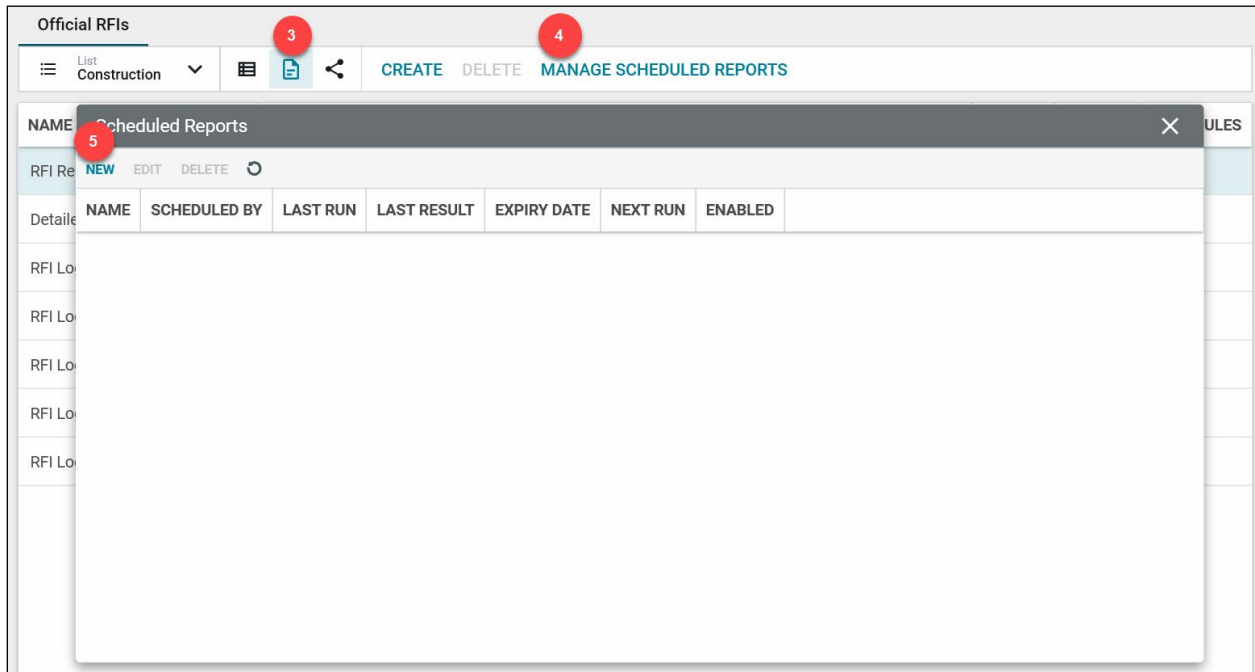 Official RFIs
3
4
List
Construction
CREATE DELETE MANAGE SCHEDULED REPORTS
NAME
Scheduled Reports
ULES
5
RFI Re
NEW EDIT DELETE
Detaile
NAME SCHEDULED BY LAST RUN LAST RESULT EXPIRY DATE NEXT RUN ENABLED
RFI Lo
RFI Lo
RFI Lo
RFI Lo
RFI Lo